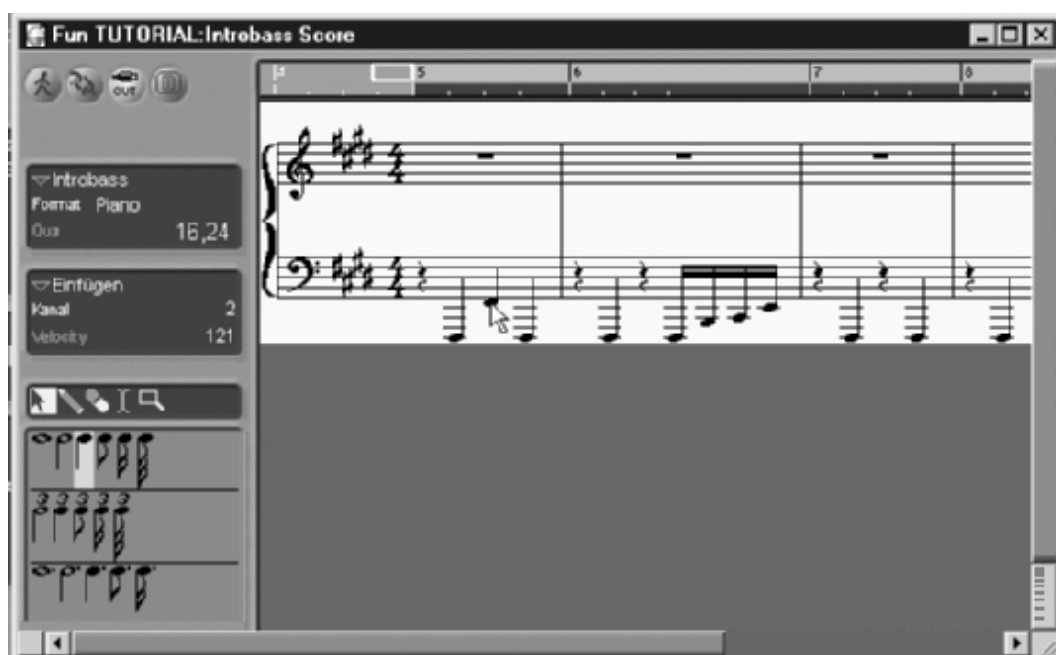 Fun TUTORIAL:Introbass Score
OUT
5 6 7 8
Introbass
Format Piano
Qua 16,24
Einfügen
Kanal 2
Velocity 121